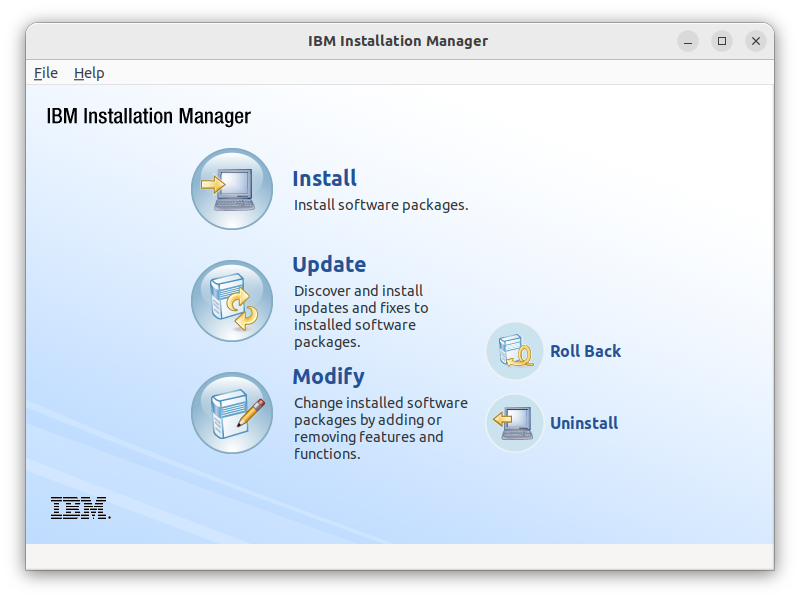 IBM Installation Manager
File Help
IBM Installation Manager
Install
Install software packages.
Update
Discover and install
updates and fixes to
installed software
packages.
Roll Back
Modify
Change installed software
packages by adding or
removing features and
functions.
Uninstall
IBM.